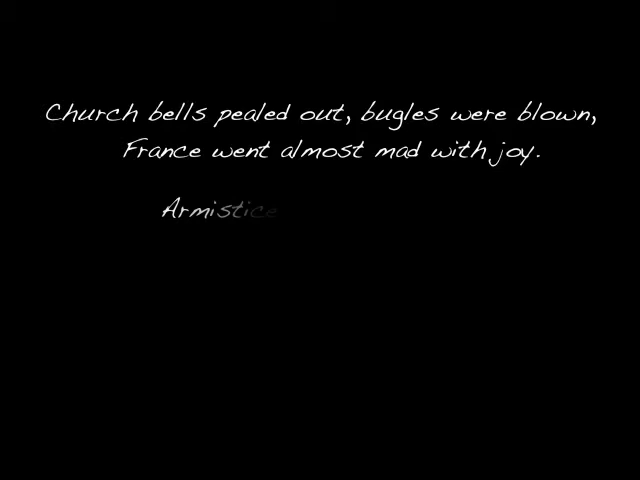 Church bells pealed out, bugles were blown,
France went almost mad with joy.
Armistice